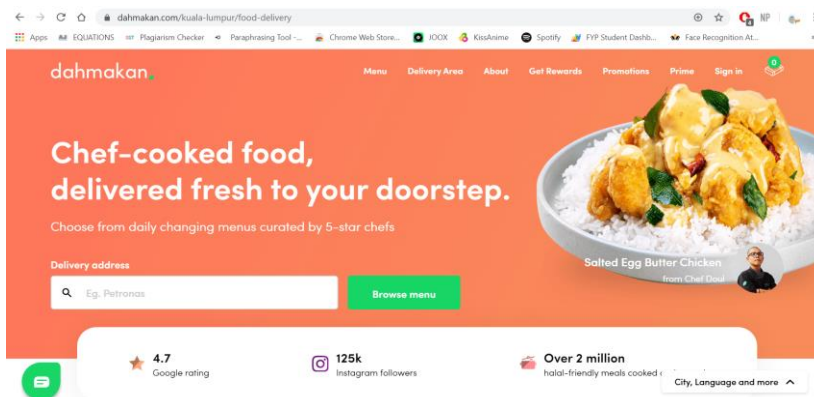 dahmakan.com/kuala-lumpur/food-delivery
NP
Apps EQUATIONS Plagiarism Checker Paraphrasing Tool -... Chrome Web Store... JOOX KissAnime Spotify FYP Student Dashb... Face Recognition At...
dahmakan.
Menu Delivery Area About Get Rewards Promotions Prime Sign in 0
Chef-cooked food,
delivered fresh to your doorstep.
Choose from daily changing menus curated by 5-star chefs
Salted Egg Butter Chicken
from Chef Doul
Delivery address
Eg. Petronas
Browse menu
4.7
Google rating
125k
Instagram followers
Over 2 million
halal-friendly meals cooked
City, Language and more